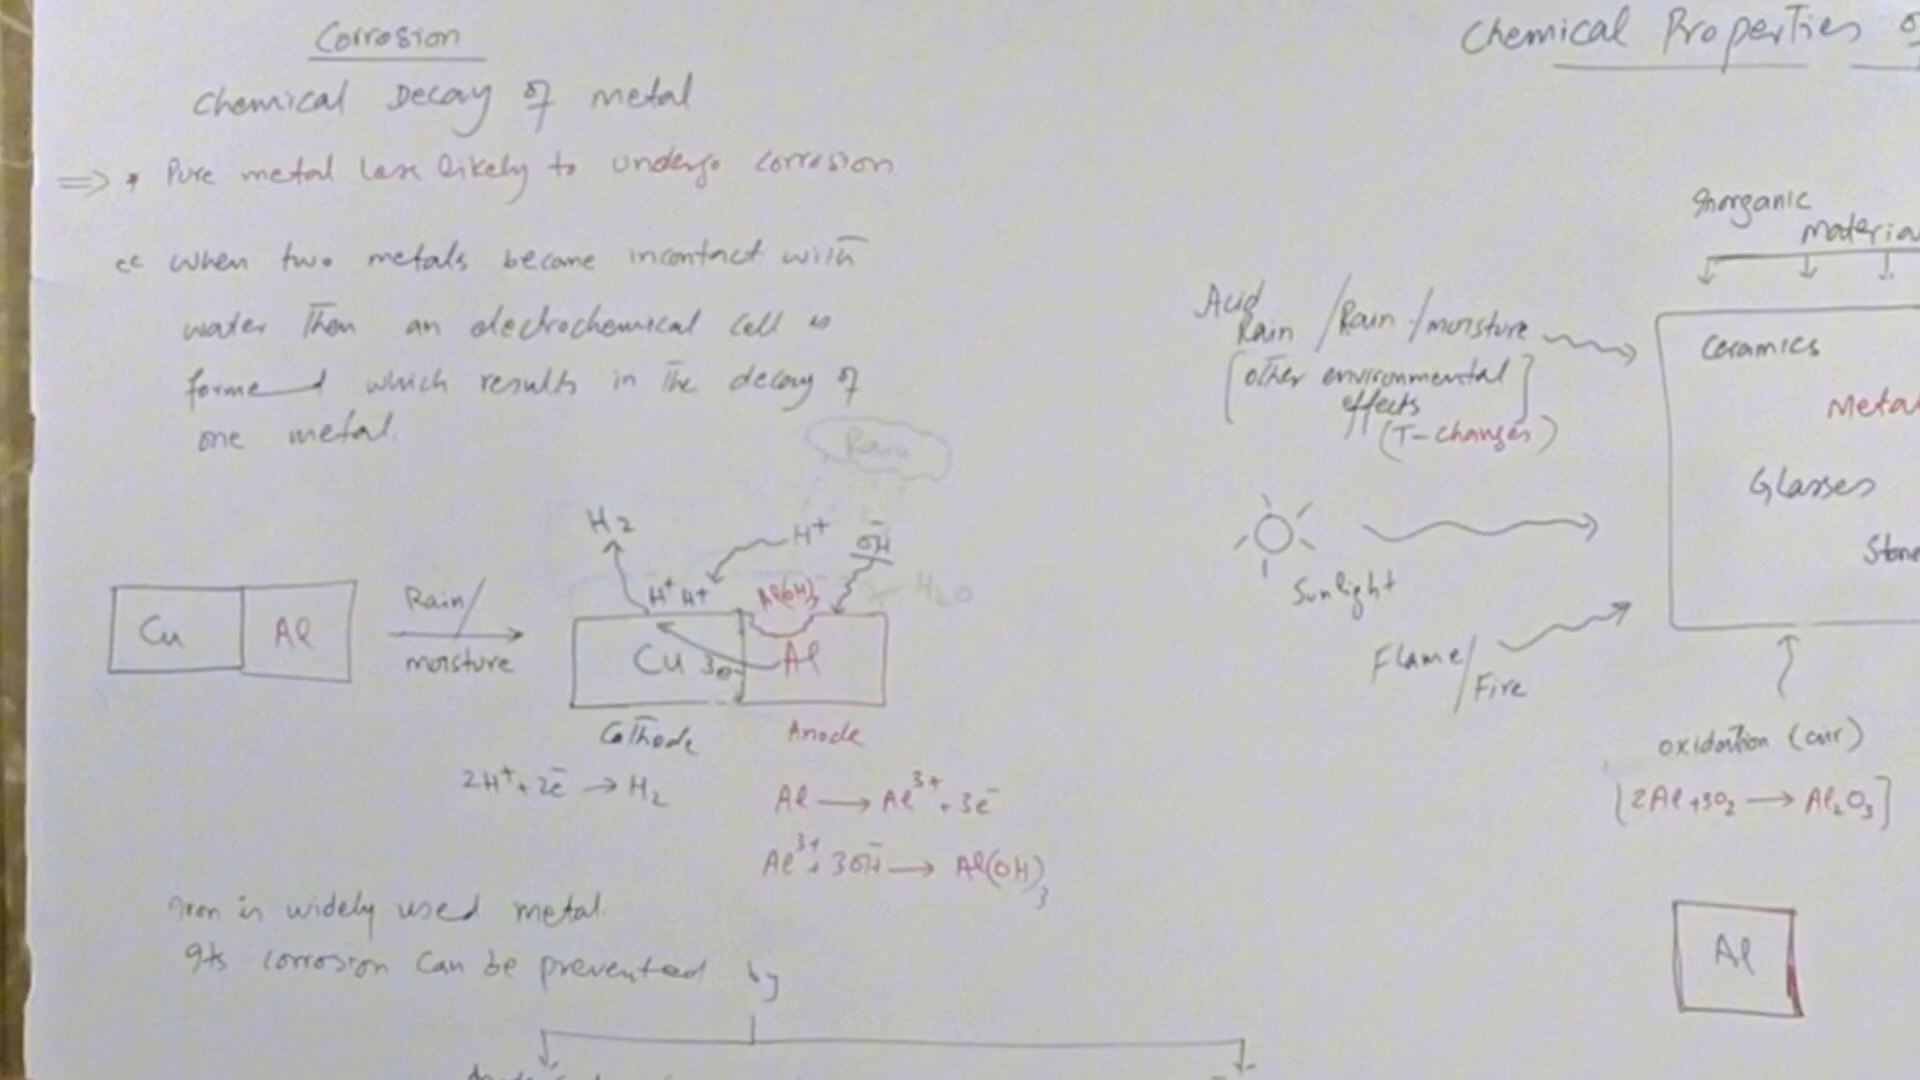 Corrosion
Chemical Decay of metal
⇒ * Pure metal less likely to undergo corrosion
“ When two metals became incontact with
water Then an electrochemical cell is
formed which results in The decay of
one metal.
Rain
H2
H+
OH-
H+ H+
Al(OH)3
H2O
Cu
Al
Rain/
moisture
Cu
3e-
Al
Cathode
Anode
2H+ + 2e- → H2
Al → Al3+ + 3e-
Al3+ + 3OH- → Al(OH)3
Iron is widely used metal.
Its corrosion can be prevented by
Chemical Properties of
Inorganic
Acid
Rain /Rain /moisture
[other environmental]
effects
(T-changes)
Ceramics
Glasses
Sunlight
Flame/
Fire
oxidation (air)
[2Al + 3O2 → Al2O3]
Al